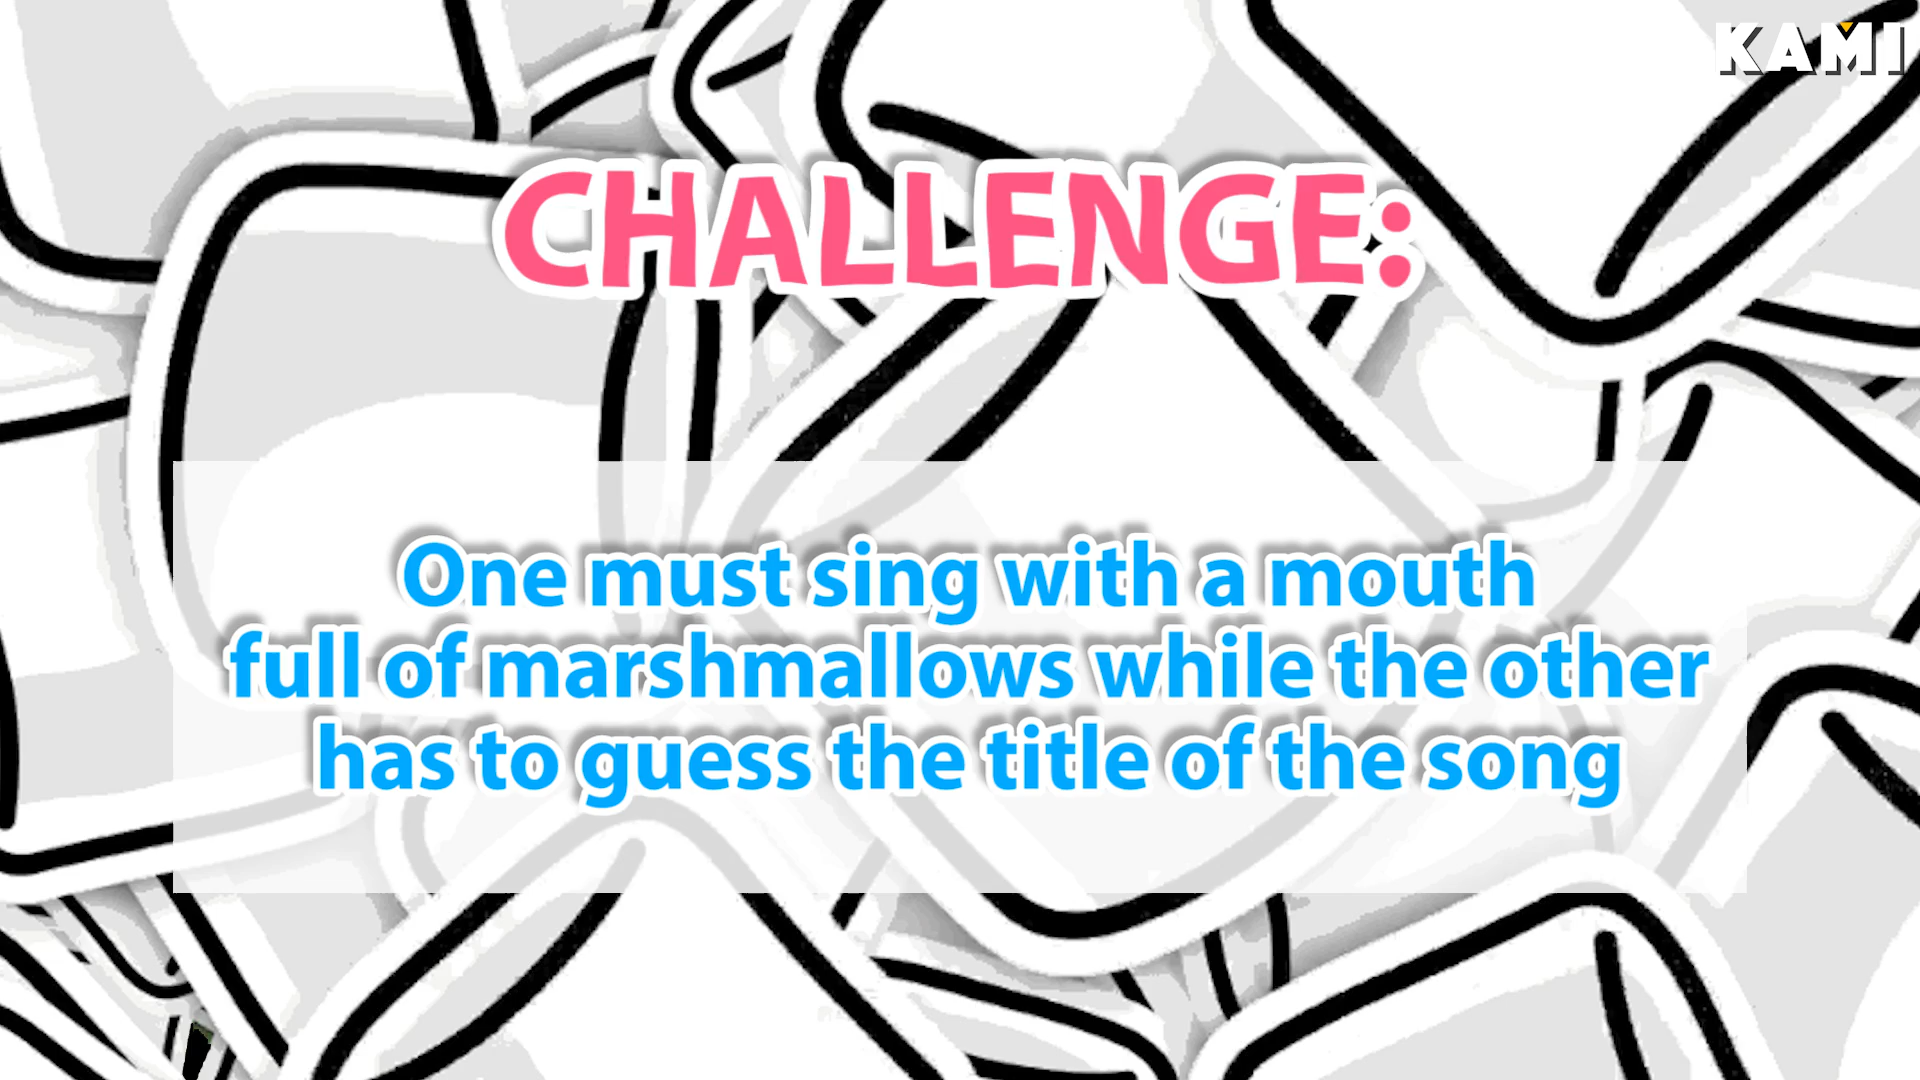 KAMI
CHALLENGE:
One must sing with a mouth
full of marshmallows while the other
has to guess the title of the song